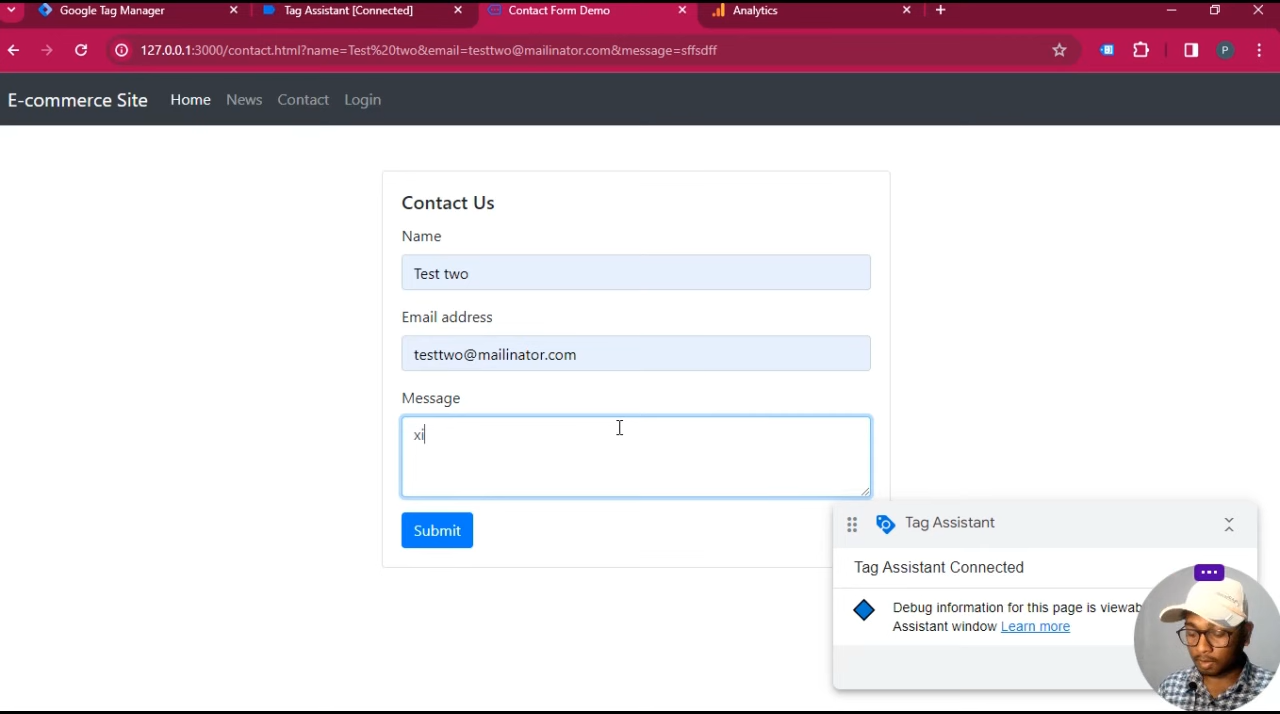 Google Tag Manager
Tag Assistant [Connected]
Contact Form Demo
Analytics
127.0.0.1:3000/contact.html?name=Test%20two&email=testtwo@mailinator.com&message=sffsdff
P
E-commerce Site
Home
News
Contact
Login
Contact Us
Name
Test two
Email address
testtwo@mailinator.com
Message
xi
Submit
Tag Assistant
Tag Assistant Connected
Debug information for this page is viewab
Assistant window Learn more